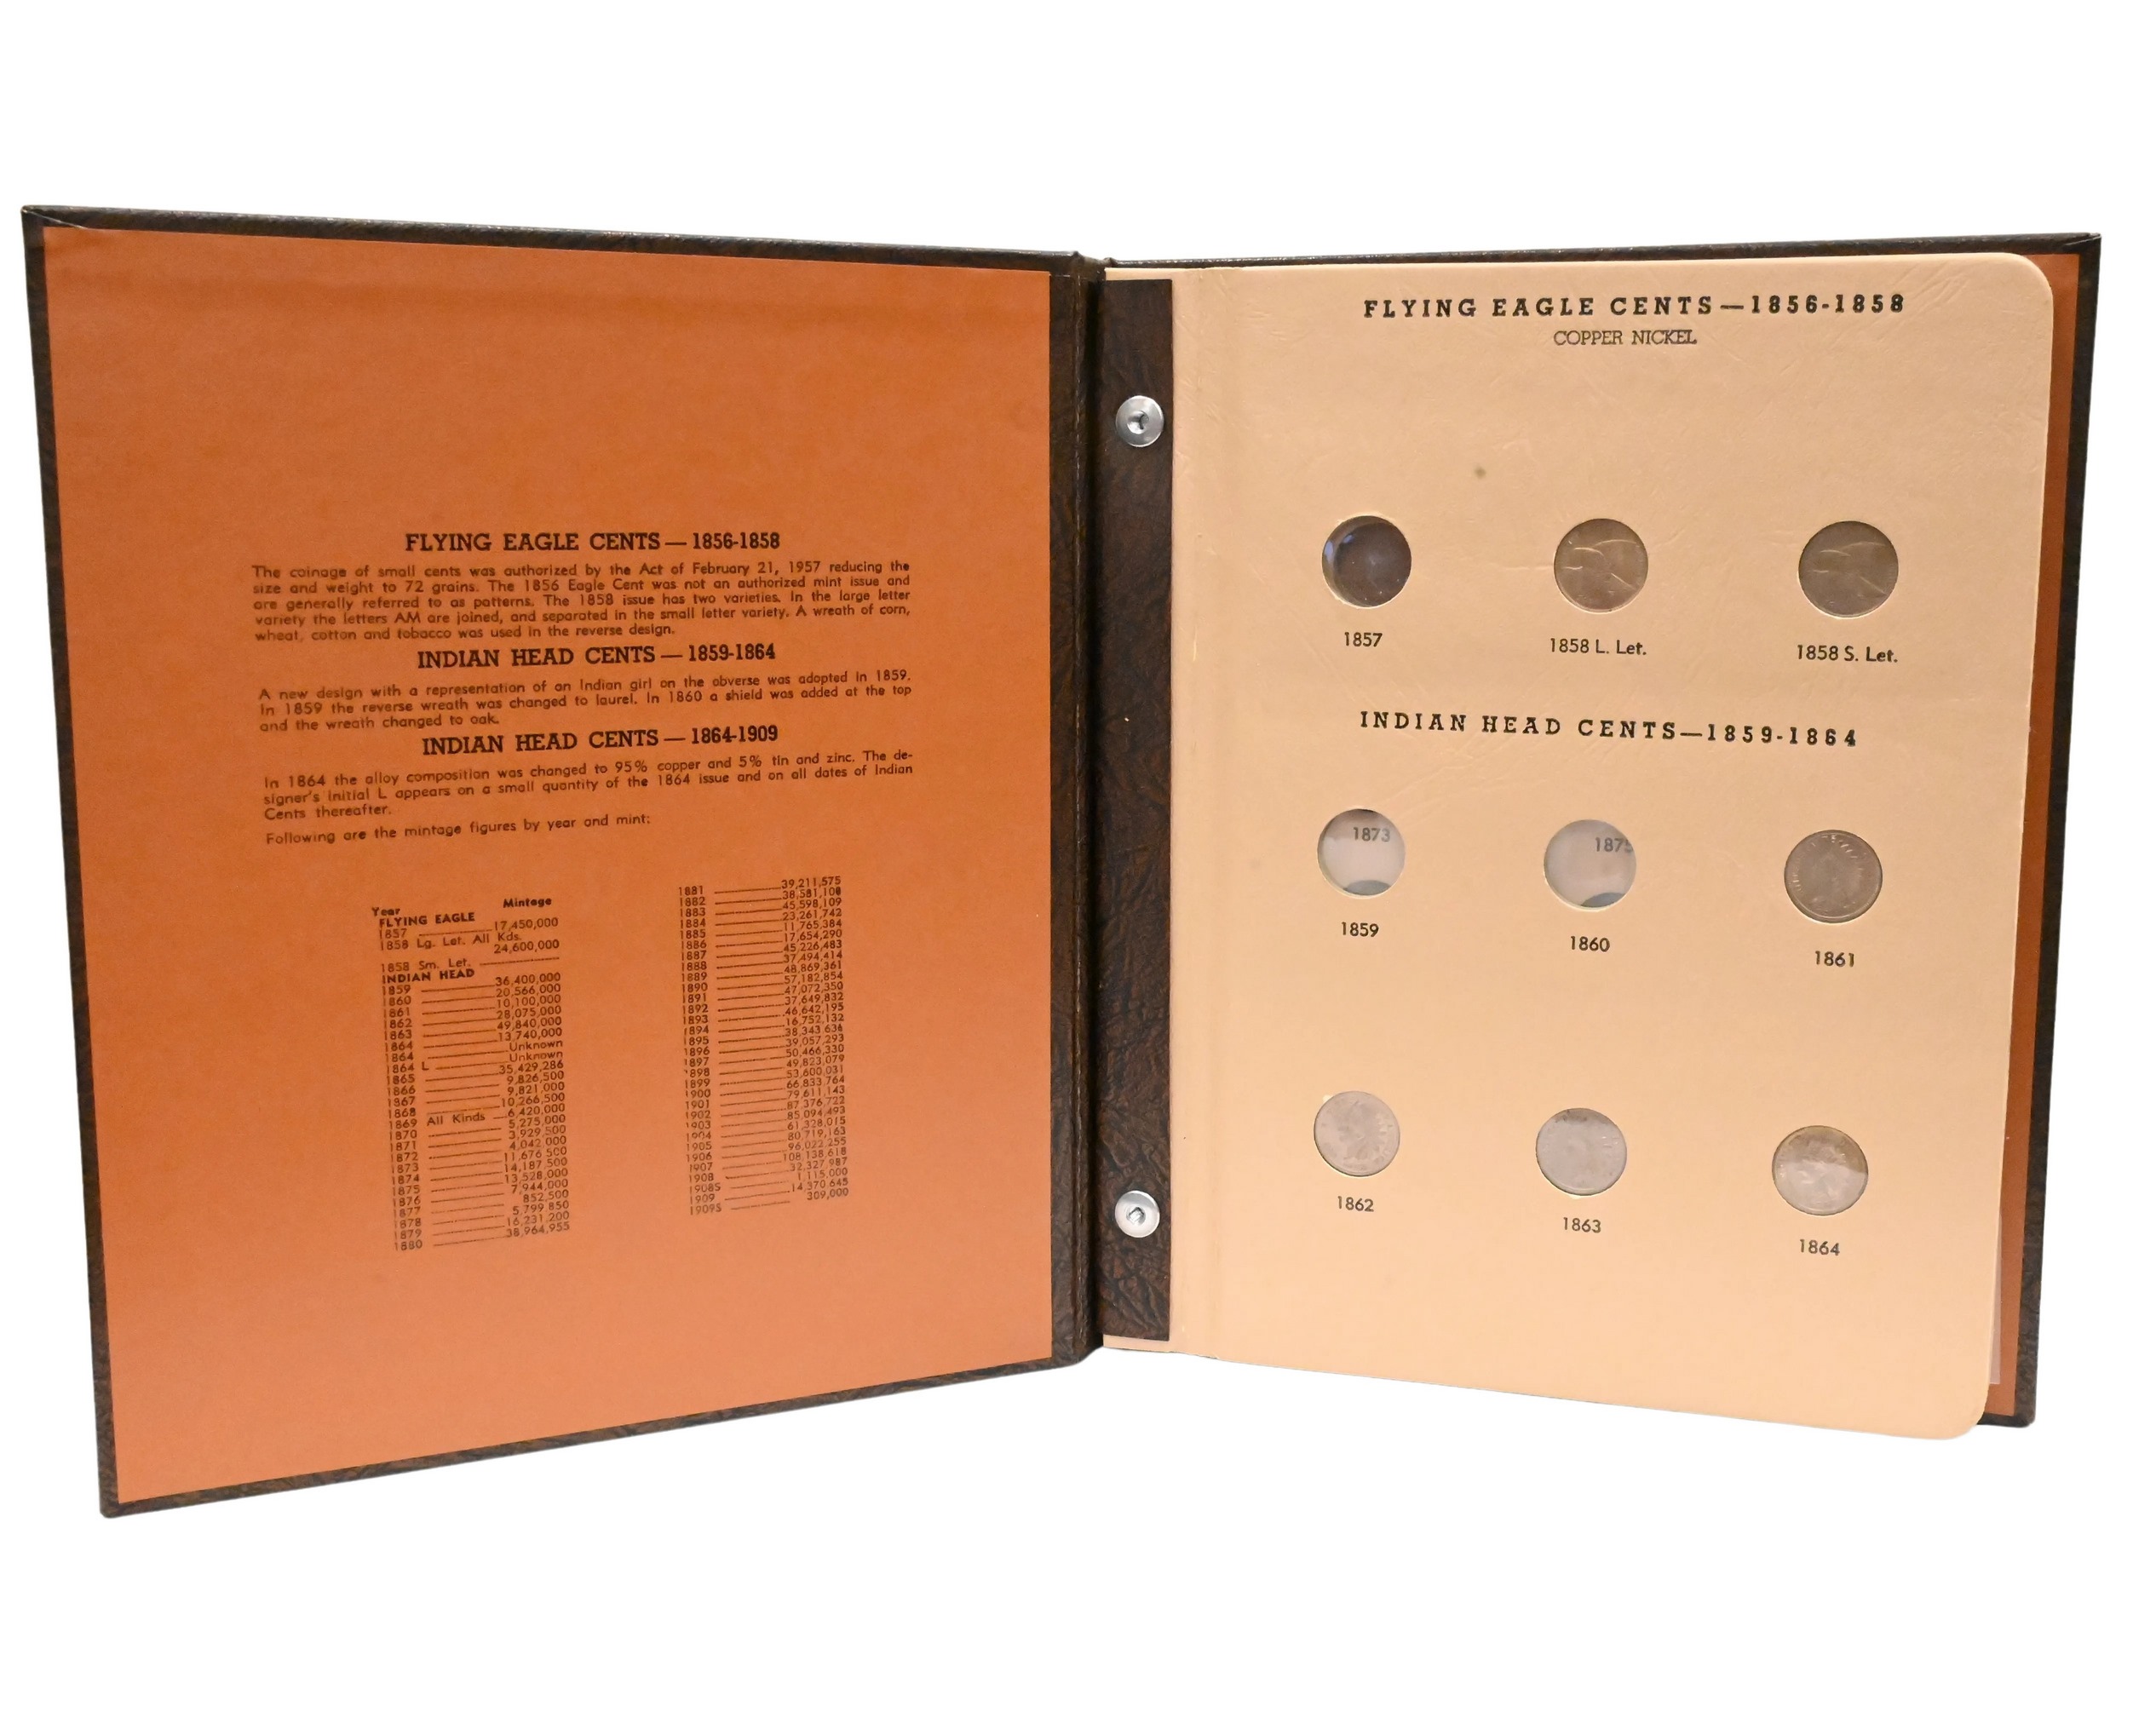 FLYING EAGLE CENTS — 1856-1858
The coinage of small cents was authorized by the Act of February 21, 1957 reducing the
size and weight to 72 grains. The 1856 Eagle Cent was not an authorized mint issue and
are generally referred to as patterns. The 1858 issue has two varieties. In the large letter
variety the letters AM are joined, and separated in the small letter variety. A wreath of corn,
wheat, cotton and tobacco was used in the reverse design.
INDIAN HEAD CENTS — 1859-1864
A new design with a representation of an Indian girl on the obverse was adopted in 1859.
In 1859 the reverse wreath was changed to laurel. In 1860 a shield was added at the top
and the wreath changed to oak.
INDIAN HEAD CENTS — 1864-1909
In 1864 the alloy composition was changed to 95% copper and 5% tin and zinc. The de-
signer's initial L appears on a small quantity of the 1864 issue and on all dates of Indian
Cents thereafter.
Following are the mintage figures by year and mint:
Year Mintage
FLYING EAGLE
1857 17,450,000
1858 Lg. Let. All Kds.
24,600,000
1858 Sm. Let.
INDIAN HEAD
1859 36,400,000
1860 20,566,000
1861 10,100,000
1862 28,075,000
1863 49,840,000
1864 13,740,000
1864 Unknown
1864 L Unknown
1865 35,429,286
1866 9,826,500
1867 9,821,000
1868 10,266,500
1869 All Kinds 6,420,000
1870 5,275,000
1871 3,929,500
1872 4,042,000
1873 11,676,500
1874 14,187,500
1875 13,528,000
1876 7,944,000
1877 852,500
1878 5,799,850
1879 16,231,200
1880 38,964,955
1881 39,211,575
1882 38,581,100
1883 45,598,109
1884 23,261,742
1885 11,765,384
1886 17,654,290
1887 45,226,483
1888 37,494,414
1889 48,869,361
1890 57,182,854
1891 47,072,350
1892 37,649,832
1893 46,642,195
1894 16,752,132
1895 38,343,636
1896 39,057,293
1897 50,466,330
1898 49,823,079
1899 53,600,031
1900 66,833,764
1901 79,611,143
1902 87,376,722
1903 85,094,493
1904 61,328,015
1905 80,719,163
1906 96,022,255
1907 108,138,618
1908 32,327,987
1908S 1,115,000
1909 14,370,645
1909S 309,000
FLYING EAGLE CENTS—1856-1858
COPPER NICKEL
1857 1858 L. Let. 1858 S. Let.
INDIAN HEAD CENTS—1859-1864
1873 1875
1859 1860 1861
1862 1863 1864